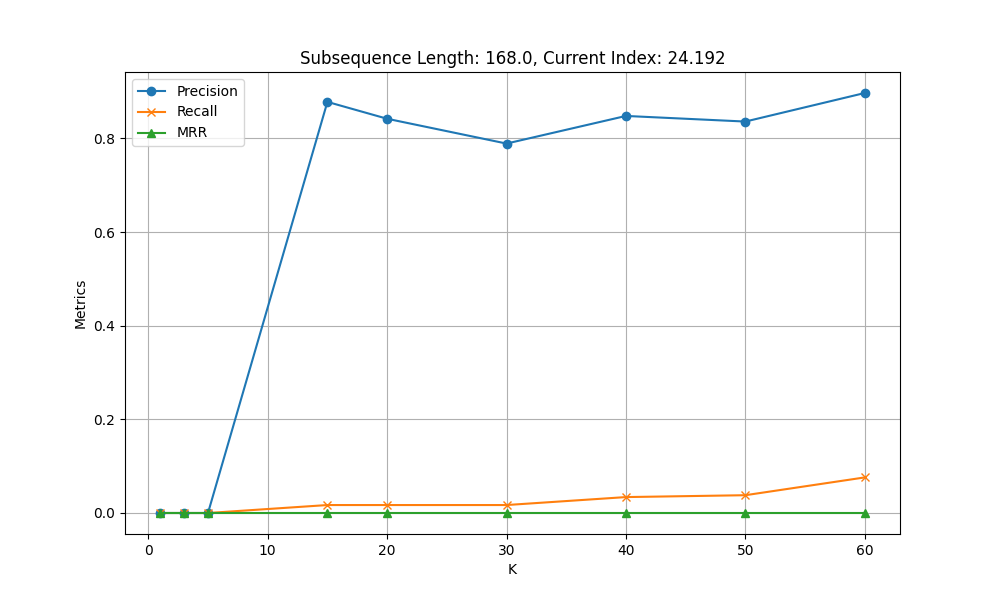 Subsequence Length: 168.0, Current Index: 24.192
Precision
Recall
MRR
0.8
0.6
0.4
0.2
0.0
Metrics
0 10 20 30 40 50 60
K